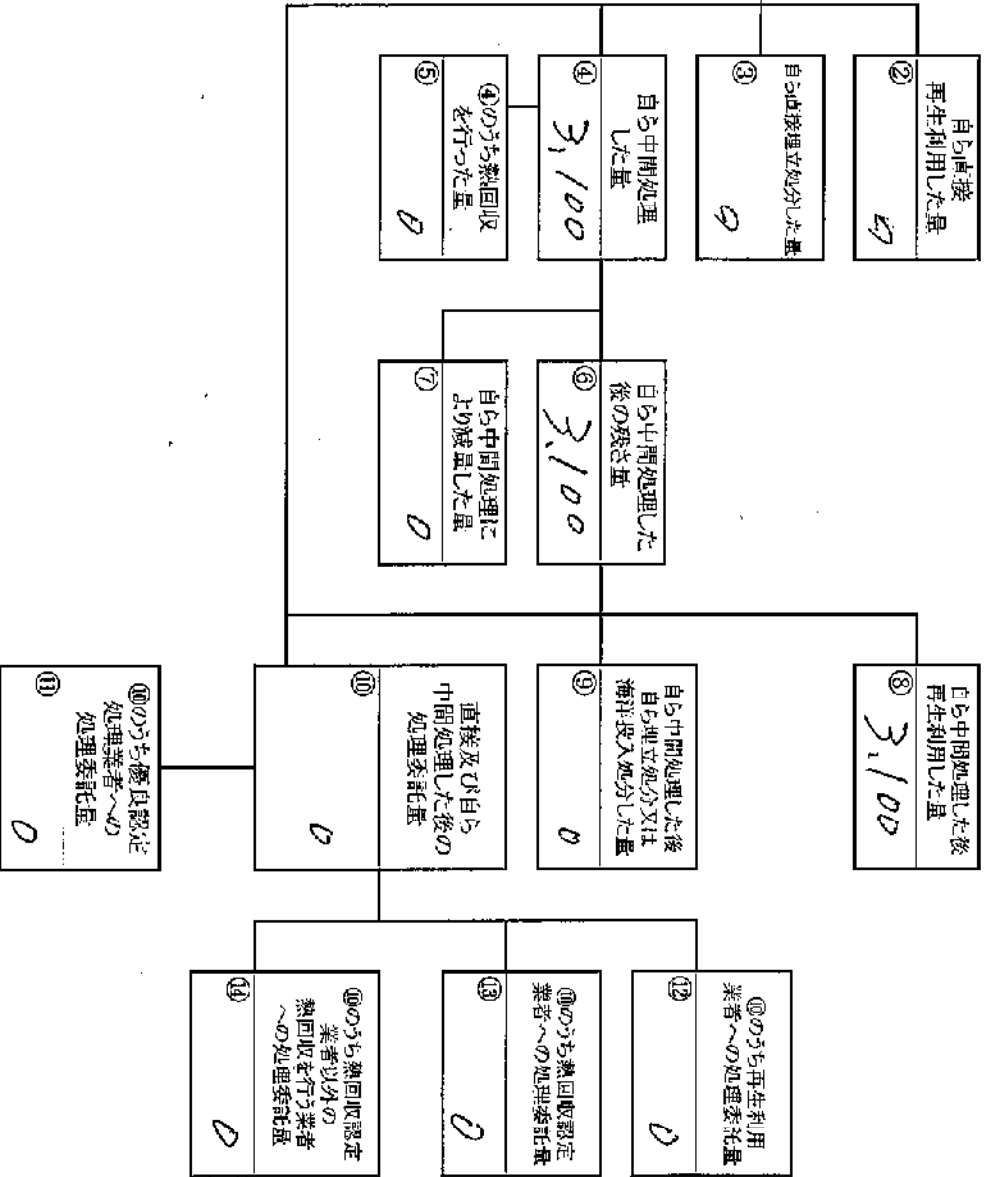 自ら直接
再生利用した量
②
0
自ら直接埋立処分した量
③
0
自ら中間処理
した量
④
3,100
④のうち熱回収
を行った量
⑤
0
自ら中間処理した
後の残さ量
⑥
3,100
自ら中間処理に
より減量した量
⑦
0
自ら中間処理した後
再生利用した量
⑧
3,100
自ら中間処理した後
自ら埋立処分又は
海洋投入処分した量
⑨
0
直接及び自ら
中間処理した後の
処理委託量
⑩
0
⑩のうち優良認定
処理業者への
処理委託量
⑪
0
⑩のうち再生利用
業者への処理委託量
⑫
0
⑩のうち熱回収認定
業者への処理委託量
⑬
0
⑩のうち熱回収認定
業者以外の
熱回収を行う業者
への処理委託量
⑭
0